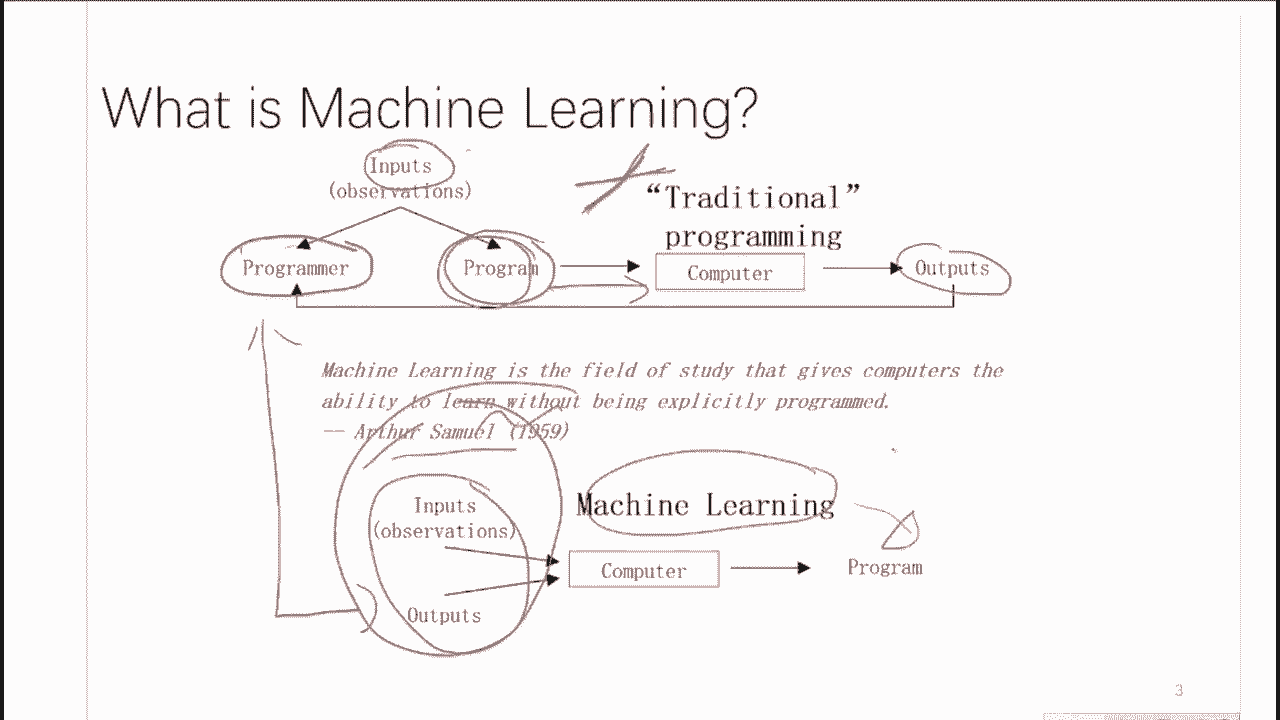 What is Machine Learning?
Inputs
(observations)
“Traditional”
programming
Programmer
Program
Computer
Outputs
Machine Learning is the field of study that gives computers the
ability to learn without being explicitly programmed.
-- Arthur Samuel (1959)
Inputs
(observations)
Machine Learning
Computer
Program
Outputs
3